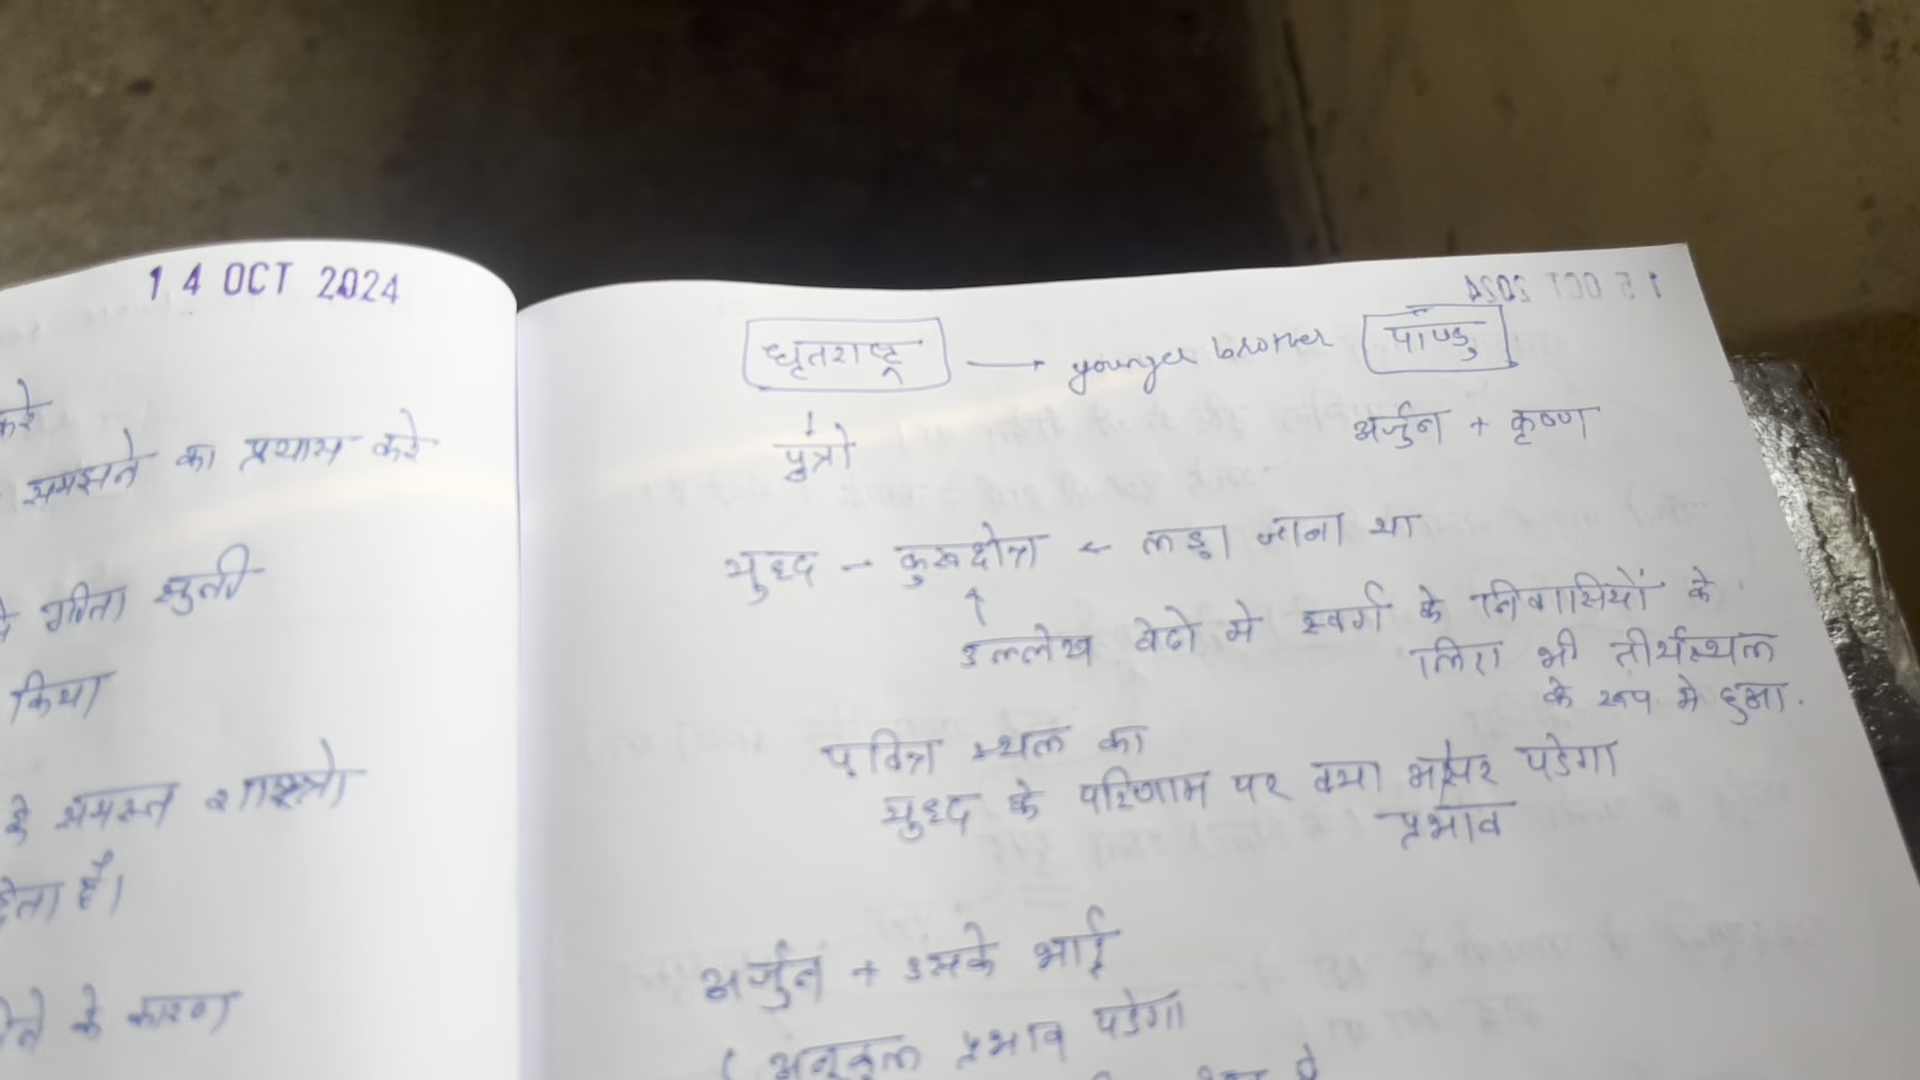 14 OCT 2024
करे
समझने का प्रयास करे
गीता सुनी
किया
के समस्त शास्त्रो
होता है।
के कारण
धृतराष्ट्र → younger brother पाण्डु
↓
पुत्रो
अर्जुन + कृष्ण
युध्द - कुरुक्षेत्र ← लड़ा जाना था
↑
उल्लेख वेदो मे स्वर्ग के निवासियों के
लिए भी तीर्थस्थल
के रूप मे हुआ.
पवित्र स्थल का
युध्द के परिणाम पर क्या असर पडेगा
प्रभाव
अर्जुन + उसके भाई
(अनुकुल प्रभाव पडेगा